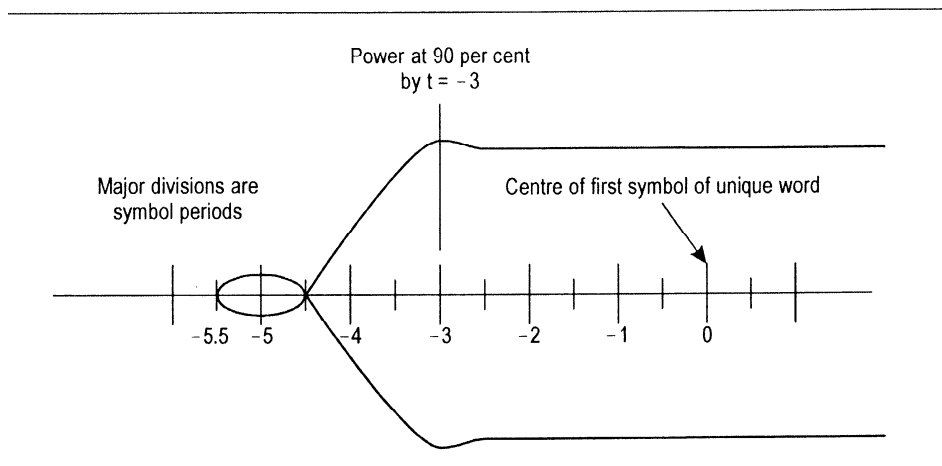 Power at 90 per cent
by t = –3
Major divisions are
symbol periods
Centre of first symbol of unique word
–5.5 –5 –4 –3 –2 –1 0